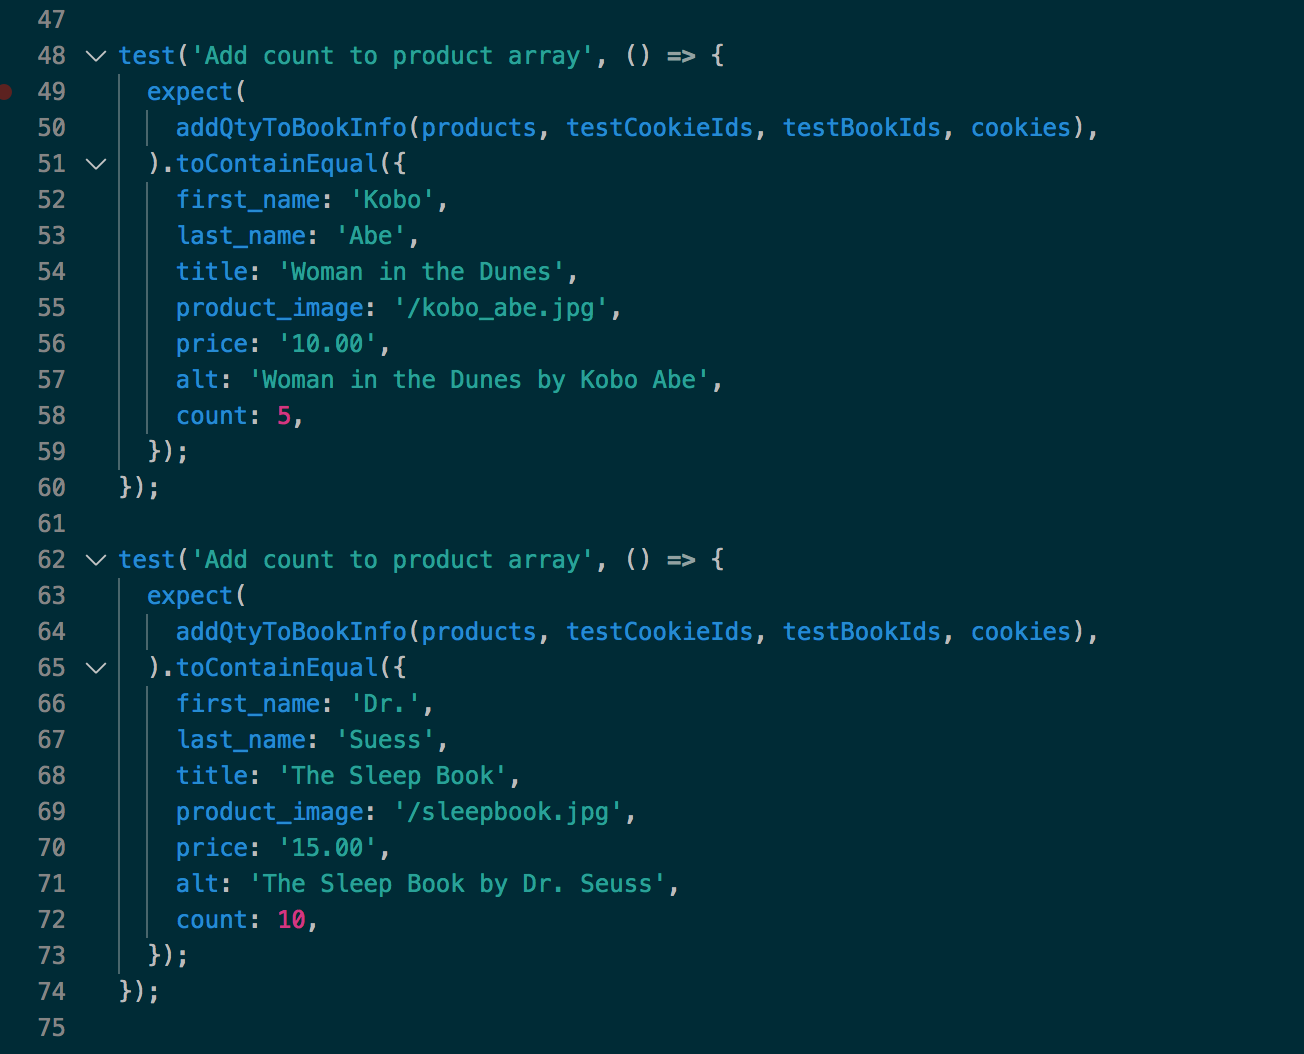 47
48 test('Add count to product array', () => {
49 expect(
50 addQtyToBookInfo(products, testCookieIds, testBookIds, cookies),
51 ).toContainEqual({
52 first_name: 'Kobo',
53 last_name: 'Abe',
54 title: 'Woman in the Dunes',
55 product_image: '/kobo_abe.jpg',
56 price: '10.00',
57 alt: 'Woman in the Dunes by Kobo Abe',
58 count: 5,
59 });
60 });
61
62 test('Add count to product array', () => {
63 expect(
64 addQtyToBookInfo(products, testCookieIds, testBookIds, cookies),
65 ).toContainEqual({
66 first_name: 'Dr.',
67 last_name: 'Suess',
68 title: 'The Sleep Book',
69 product_image: '/sleepbook.jpg',
70 price: '15.00',
71 alt: 'The Sleep Book by Dr. Seuss',
72 count: 10,
73 });
74 });
75